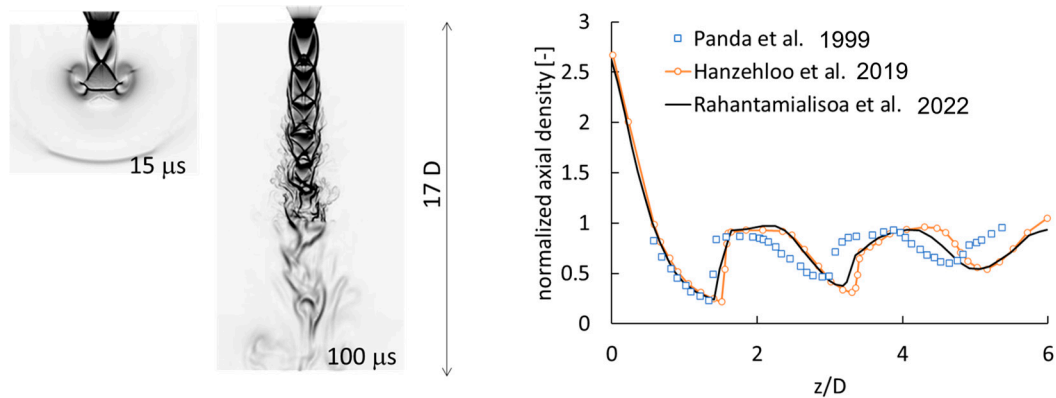 15 μs
100 μs
17 D
normalized axial density [-]
3
2.5
2
1.5
1
0.5
0
Panda et al. 1999
Hanzehloo et al. 2019
Rahantamialisoa et al. 2022
0 2 4 6
z/D